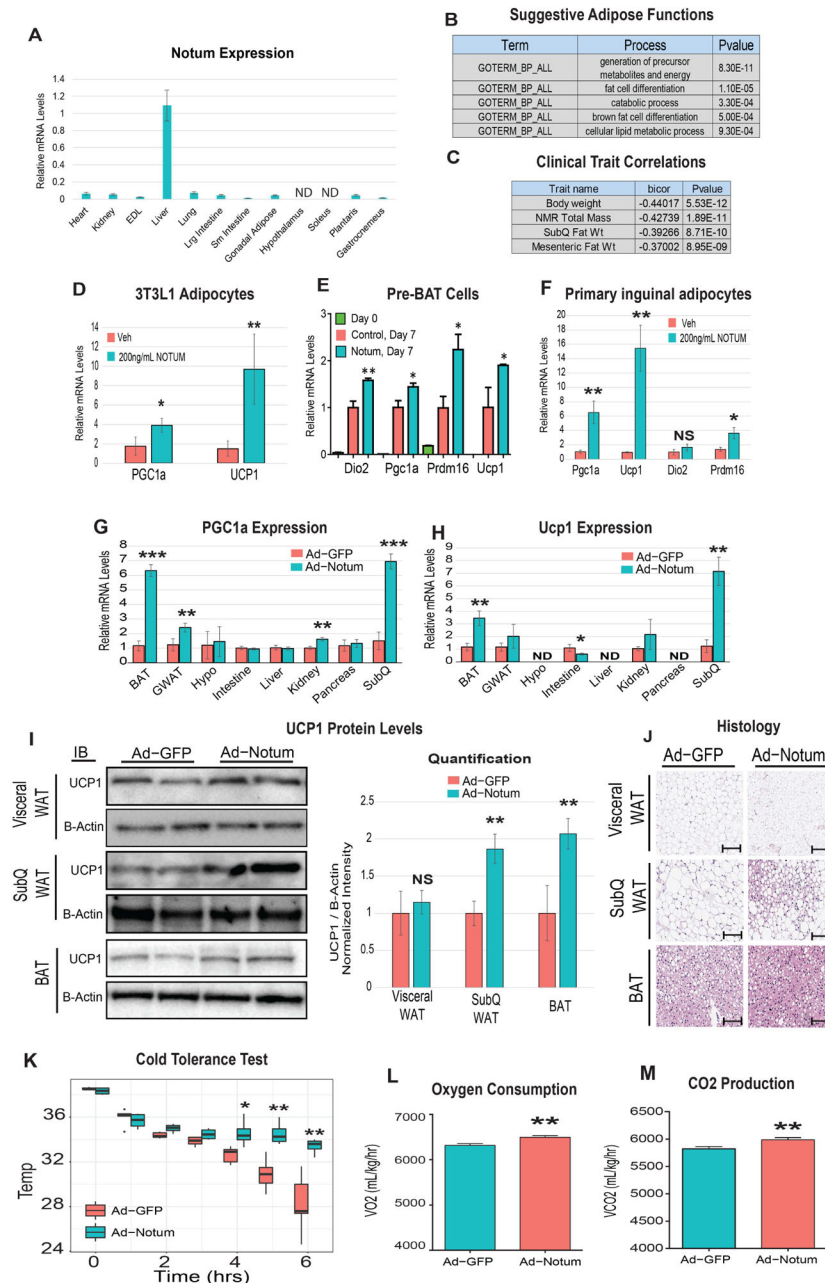 A
Notum Expression
Relative mRNA Levels
1.4
1.2
1
0.8
0.6
0.4
0.2
0
ND ND
Heart
Kidney
EDL
Liver
Lung
Lrg Intestine
Sm Intestine
Gonadal Adipose
Hypothalamus
Soleus
Plantaris
Gastrocnemeus
B
Suggestive Adipose Functions
Term Process Pvalue
GOTERM_BP_ALL generation of precursor metabolites and energy 8.30E-11
GOTERM_BP_ALL fat cell differentiation 1.10E-05
GOTERM_BP_ALL catabolic process 3.30E-04
GOTERM_BP_ALL brown fat cell differentiation 5.00E-04
GOTERM_BP_ALL cellular lipid metabolic process 9.30E-04
C
Clinical Trait Correlations
Trait name bicor Pvalue
Body weight -0.44017 5.53E-12
NMR Total Mass -0.42739 1.89E-11
SubQ Fat Wt -0.39266 8.71E-10
Mesenteric Fat Wt -0.37002 8.95E-09
D
3T3L1 Adipocytes
Relative mRNA Levels
14
12
10
8
6
4
2
0
Veh
200ng/mL NOTUM
*
**
PGC1a UCP1
E
Pre-BAT Cells
Relative mRNA Levels
3.0
2.5
2.0
1.5
1.0
0.5
0.0
Day 0
Control, Day 7
Notum, Day 7
** * * *
Dio2 Pgc1a Prdm16 Ucp1
F
Primary inguinal adipocytes
Relative mRNA Levels
20
18
16
14
12
10
8
6
4
2
0
Veh
200ng/mL NOTUM
** ** NS *
Pgc1a Ucp1 Dio2 Prdm16
G
PGC1a Expression
Relative mRNA Levels
8
7
6
5
4
3
2
1
0
Ad-GFP
Ad-Notum
*** ** ** ***
BAT
GWAT
Hypo
Intestine
Liver
Kidney
Pancreas
SubQ
H
Ucp1 Expression
Relative mRNA Levels
9
8
7
6
5
4
3
2
1
0
Ad-GFP
Ad-Notum
** ND * ND ND **
BAT
GWAT
Hypo
Intestine
Liver
Kidney
Pancreas
SubQ
I
UCP1 Protein Levels
IB Ad-GFP Ad-Notum
Visceral WAT
UCP1
B-Actin
SubQ WAT
UCP1
B-Actin
BAT
UCP1
B-Actin
Quantification
Ad-GFP
Ad-Notum
UCP1 / B-Actin
Normalized Intensity
2.5
2
1.5
1
0.5
0
NS ** **
Visceral WAT
SubQ WAT
BAT
J
Histology
Ad-GFP Ad-Notum
Visceral WAT
SubQ WAT
BAT
K
Cold Tolerance Test
Temp
36
32
28
24
* ** **
Ad-GFP
Ad-Notum
0 2 4 6
Time (hrs)
L
Oxygen Consumption
VO2 (mL/kg/hr)
7000
6000
5000
4000
**
Ad-GFP Ad-Notum
M
CO2 Production
VCO2 (mL/kg/hr)
6500
6000
5500
5000
4500
4000
**
Ad-GFP Ad-Notum